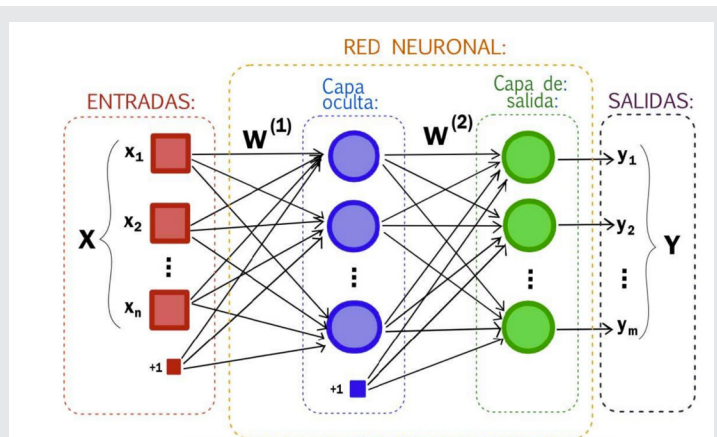 RED NEURONAL:
ENTRADAS:
Capa
oculta:
Capa de:
salida:
SALIDAS:
W(1)
W(2)
X
x1
x2
xn
+1
+1
y1
y2
ym
Y